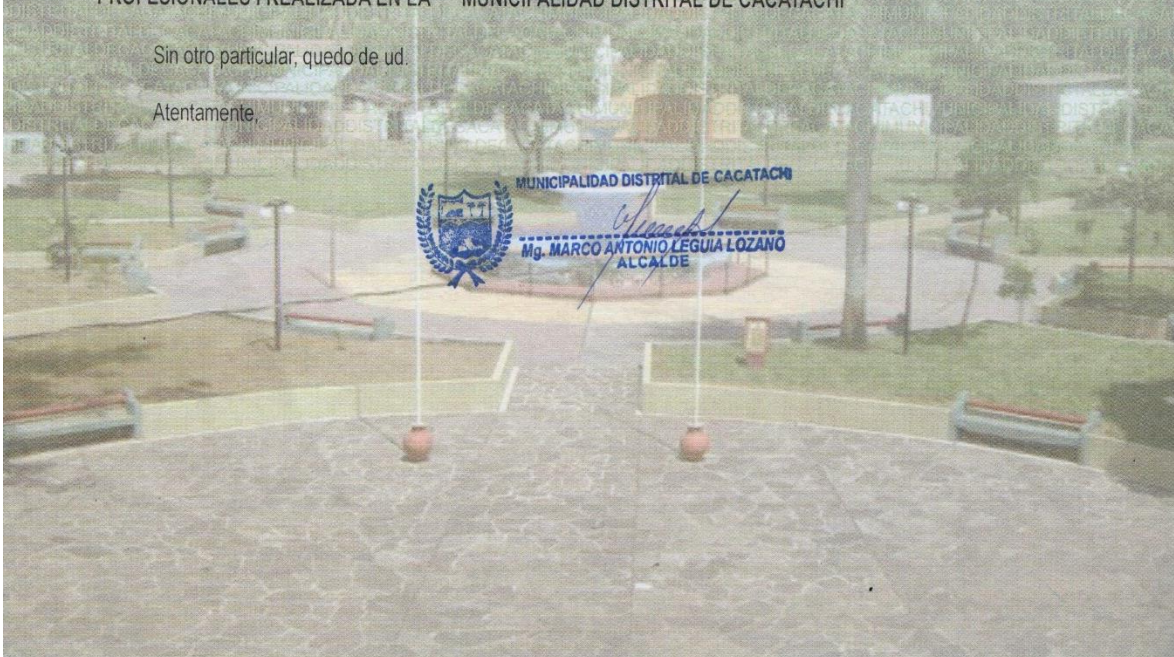 PROFESIONALES I REALIZADA EN LA MUNICIPALIDAD DISTRITAL DE CACATACHI
Sin otro particular, quedo de ud.
Atentamente,
MUNICIPALIDAD DISTRITAL DE CACATACHI
Mg. MARCO ANTONIO LEGUIA LOZANO
ALCALDE